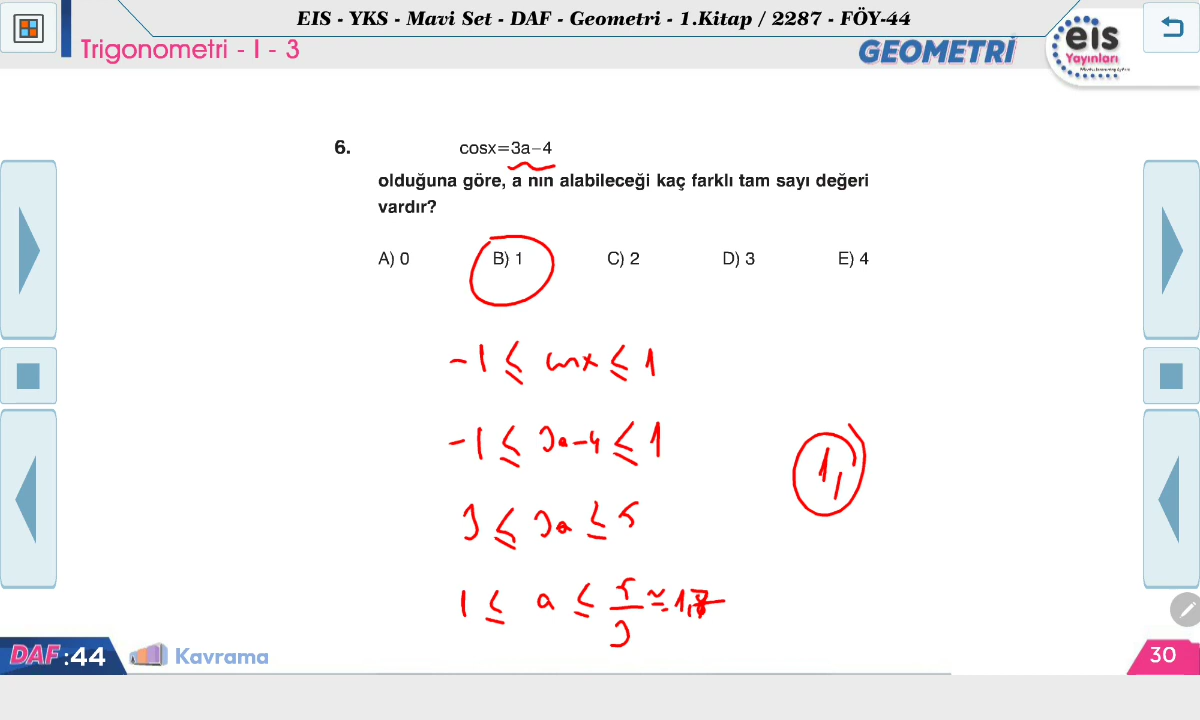 EIS - YKS - Mavi Set - DAF - Geometri - 1.Kitap / 2287 - FÖY-44
Trigonometri - I - 3
GEOMETRİ
eis
Yayınları
6.
cosx=3a−4
olduğuna göre, a nın alabileceği kaç farklı tam sayı değeri
vardır?
A) 0 B) 1 C) 2 D) 3 E) 4
-1 ≤ cosx ≤ 1
-1 ≤ 3a-4 ≤ 1
1,
3 ≤ 3a ≤ 5
1 ≤ a ≤ 5/3 ≅ 1,7
DAF :44
Kavrama
30